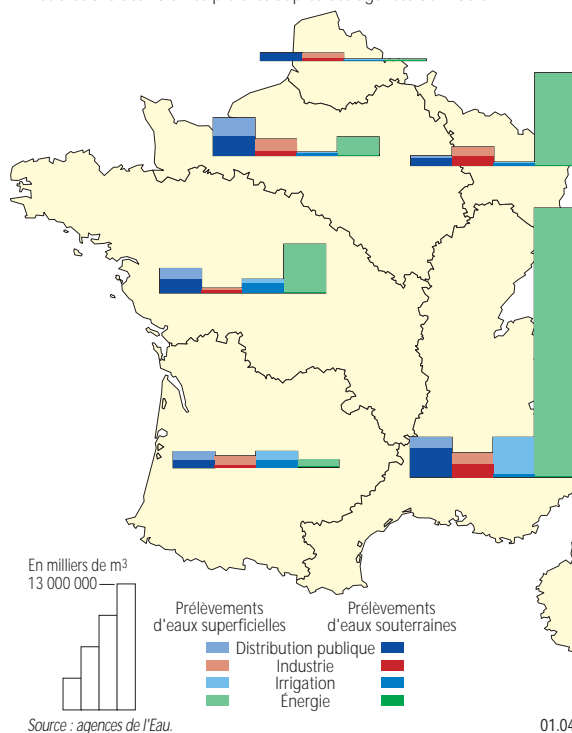 En milliers de m³
13 000 000
Prélèvements d'eaux superficielles
Prélèvements d'eaux souterraines
Distribution publique
Industrie
Irrigation
Énergie
Source : agences de l'Eau.
01.04